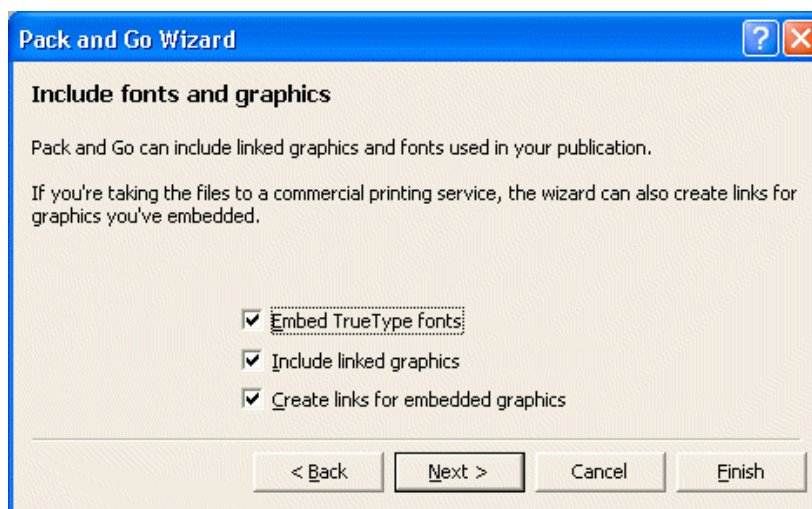 Pack and Go Wizard
Include fonts and graphics
Pack and Go can include linked graphics and fonts used in your publication.
If you're taking the files to a commercial printing service, the wizard can also create links for
graphics you've embedded.
Embed TrueType fonts
Include linked graphics
Create links for embedded graphics
< Back Next > Cancel Finish